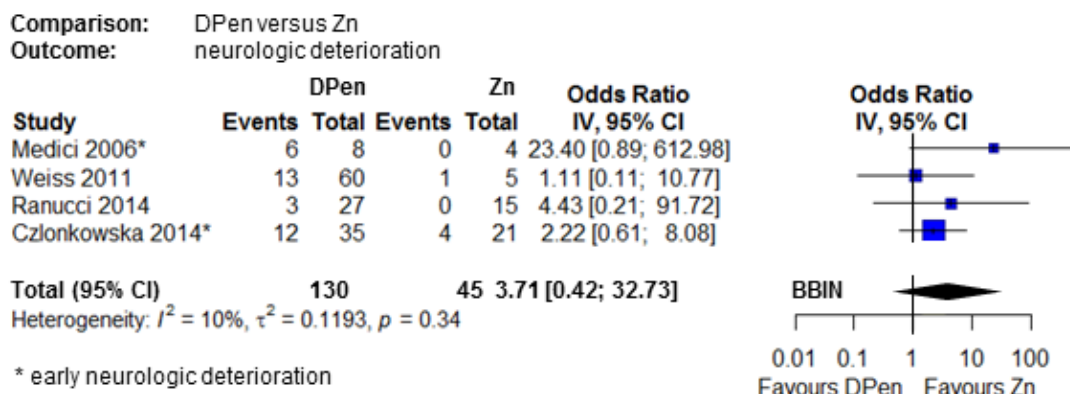 Comparison: DPen versus Zn
Outcome: neurologic deterioration
DPen Zn Odds Ratio Odds Ratio
Study Events Total Events Total IV, 95% CI IV, 95% CI
Medici 2006* 6 8 0 4 23.40 [0.89; 612.98]
Weiss 2011 13 60 1 5 1.11 [0.11; 10.77]
Ranucci 2014 3 27 0 15 4.43 [0.21; 91.72]
Czlonkowska 2014* 12 35 4 21 2.22 [0.61; 8.08]
Total (95% CI) 130 45 3.71 [0.42; 32.73] BBIN
Heterogeneity: I² = 10%, τ² = 0.1193, p = 0.34
0.01 0.1 1 10 100
* early neurologic deterioration
Favours DPen Favours Zn